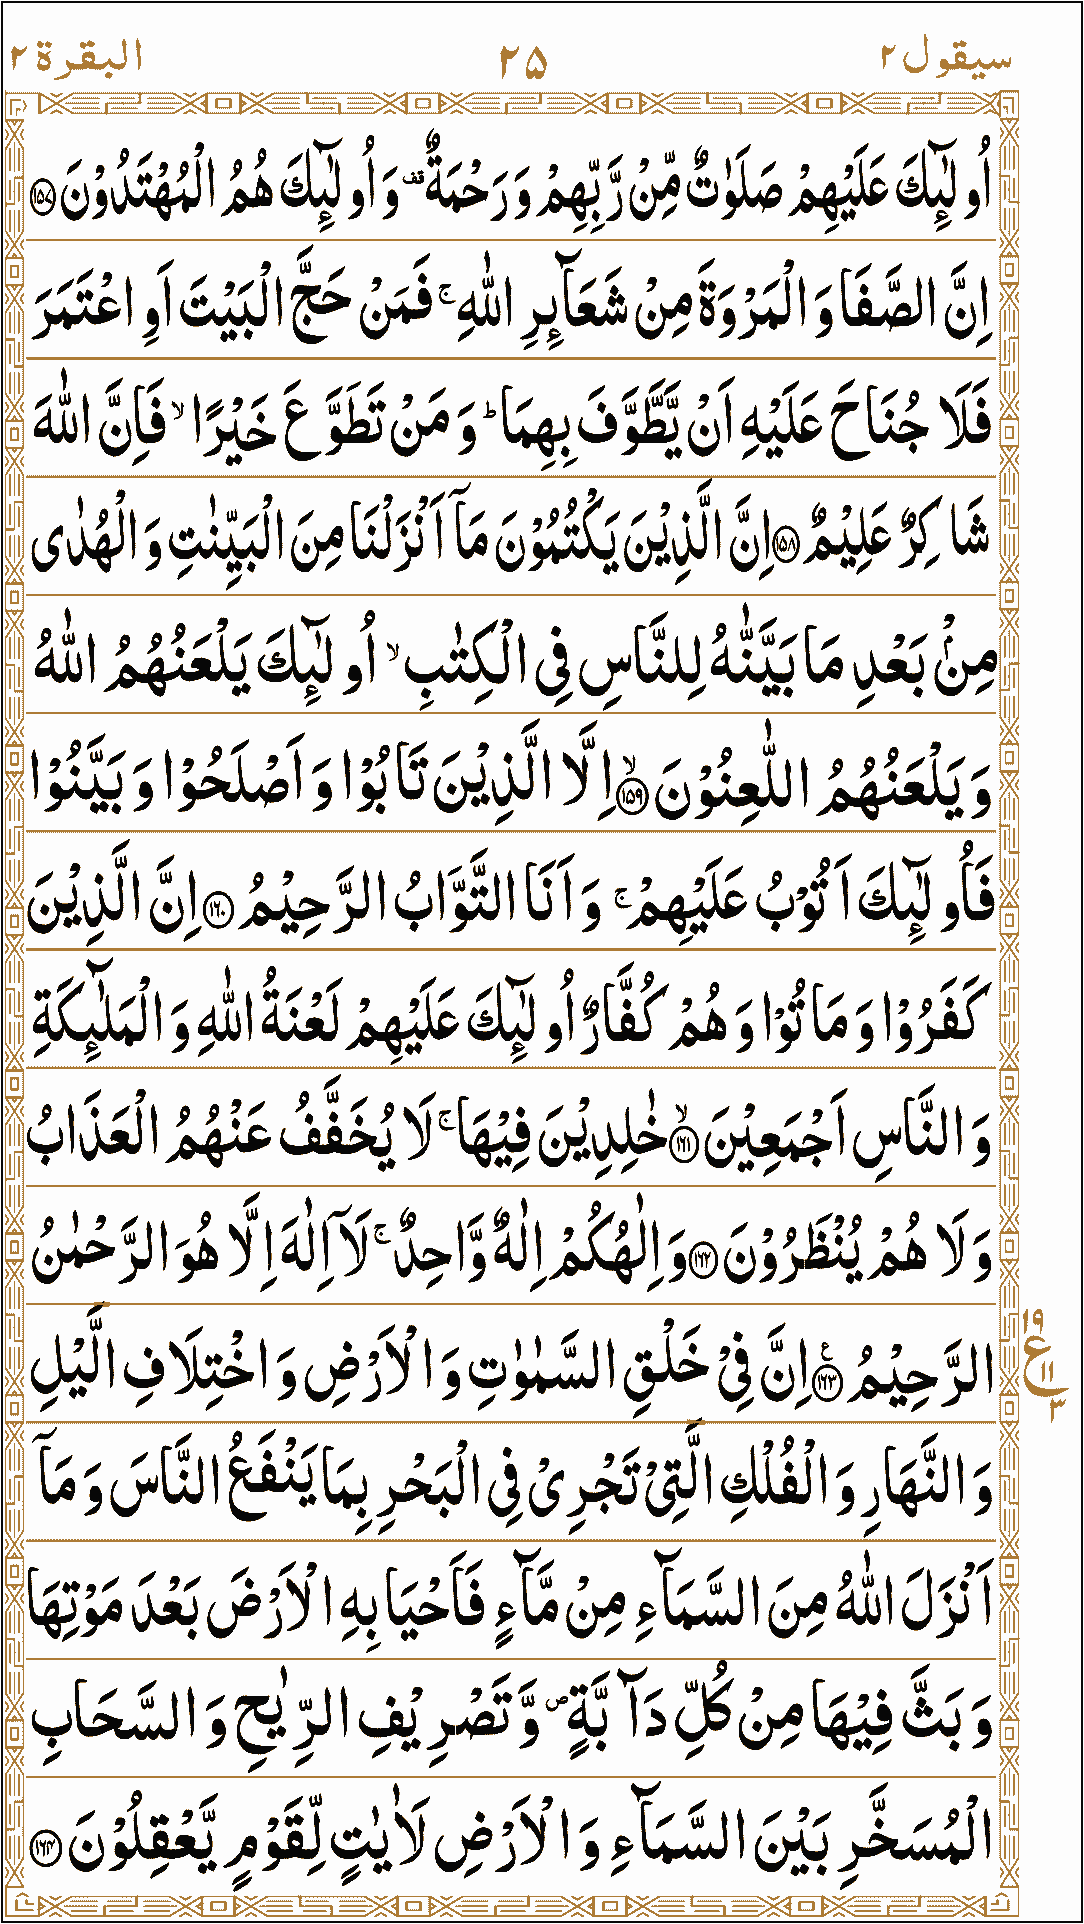 سيقول ٢ ٢٥ البقرة ٢
اُولٰٓئِكَ عَلَيْهِمْ صَلَوٰتٌ مِّنْ رَّبِّهِمْ وَرَحْمَةٌ ۗقف وَاُولٰٓئِكَ هُمُ الْمُهْتَدُوْنَ ﴿۱۵۷﴾
اِنَّ الصَّفَا وَالْمَرْوَةَ مِنْ شَعَآئِرِ اللّٰهِ ۚ فَمَنْ حَجَّ الْبَيْتَ اَوِ اعْتَمَرَ
فَلَا جُنَاحَ عَلَيْهِ اَنْ يَّطَّوَّفَ بِهِمَا ؕ وَمَنْ تَطَوَّعَ خَيْرًا ۙ فَاِنَّ اللّٰهَ
شَاكِرٌ عَلِيْمٌ ﴿۱۵۸﴾ اِنَّ الَّذِيْنَ يَكْتُمُوْنَ مَآ اَنْزَلْنَا مِنَ الْبَيِّنٰتِ وَالْهُدٰى
مِنْۢ بَعْدِ مَا بَيَّنّٰهُ لِلنَّاسِ فِي الْكِتٰبِ ۙ اُولٰٓئِكَ يَلْعَنُهُمُ اللّٰهُ
وَيَلْعَنُهُمُ اللّٰعِنُوْنَ ۙ﴿۱۵۹﴾ اِلَّا الَّذِيْنَ تَابُوْا وَاَصْلَحُوْا وَبَيَّنُوْا
فَاُولٰٓئِكَ اَتُوْبُ عَلَيْهِمْ ۚ وَاَنَا التَّوَّابُ الرَّحِيْمُ ﴿۱۶۰﴾ اِنَّ الَّذِيْنَ
كَفَرُوْا وَمَاتُوْا وَهُمْ كُفَّارٌ اُولٰٓئِكَ عَلَيْهِمْ لَعْنَةُ اللّٰهِ وَالْمَلٰٓئِكَةِ
وَالنَّاسِ اَجْمَعِيْنَ ۙ﴿۱۶۱﴾ خٰلِدِيْنَ فِيْهَا ۚ لَا يُخَفَّفُ عَنْهُمُ الْعَذَابُ
وَلَا هُمْ يُنْظَرُوْنَ ﴿۱۶۲﴾ وَاِلٰهُكُمْ اِلٰهٌ وَّاحِدٌ ۚ لَآ اِلٰهَ اِلَّا هُوَ الرَّحْمٰنُ
الرَّحِيْمُ ﴿۱۶۳﴾ع اِنَّ فِيْ خَلْقِ السَّمٰوٰتِ وَالْاَرْضِ وَاخْتِلَافِ الَّيْلِ
١٩ ع ١١ ٣
وَالنَّهَارِ وَالْفُلْكِ الَّتِيْ تَجْرِيْ فِي الْبَحْرِ بِمَا يَنْفَعُ النَّاسَ وَمَآ
اَنْزَلَ اللّٰهُ مِنَ السَّمَآءِ مِنْ مَّآءٍ فَاَحْيَا بِهِ الْاَرْضَ بَعْدَ مَوْتِهَا
وَبَثَّ فِيْهَا مِنْ كُلِّ دَآبَّةٍ ۪ وَّتَصْرِيْفِ الرِّيٰحِ وَالسَّحَابِ
الْمُسَخَّرِ بَيْنَ السَّمَآءِ وَالْاَرْضِ لَاٰيٰتٍ لِّقَوْمٍ يَّعْقِلُوْنَ ﴿۱۶۴﴾